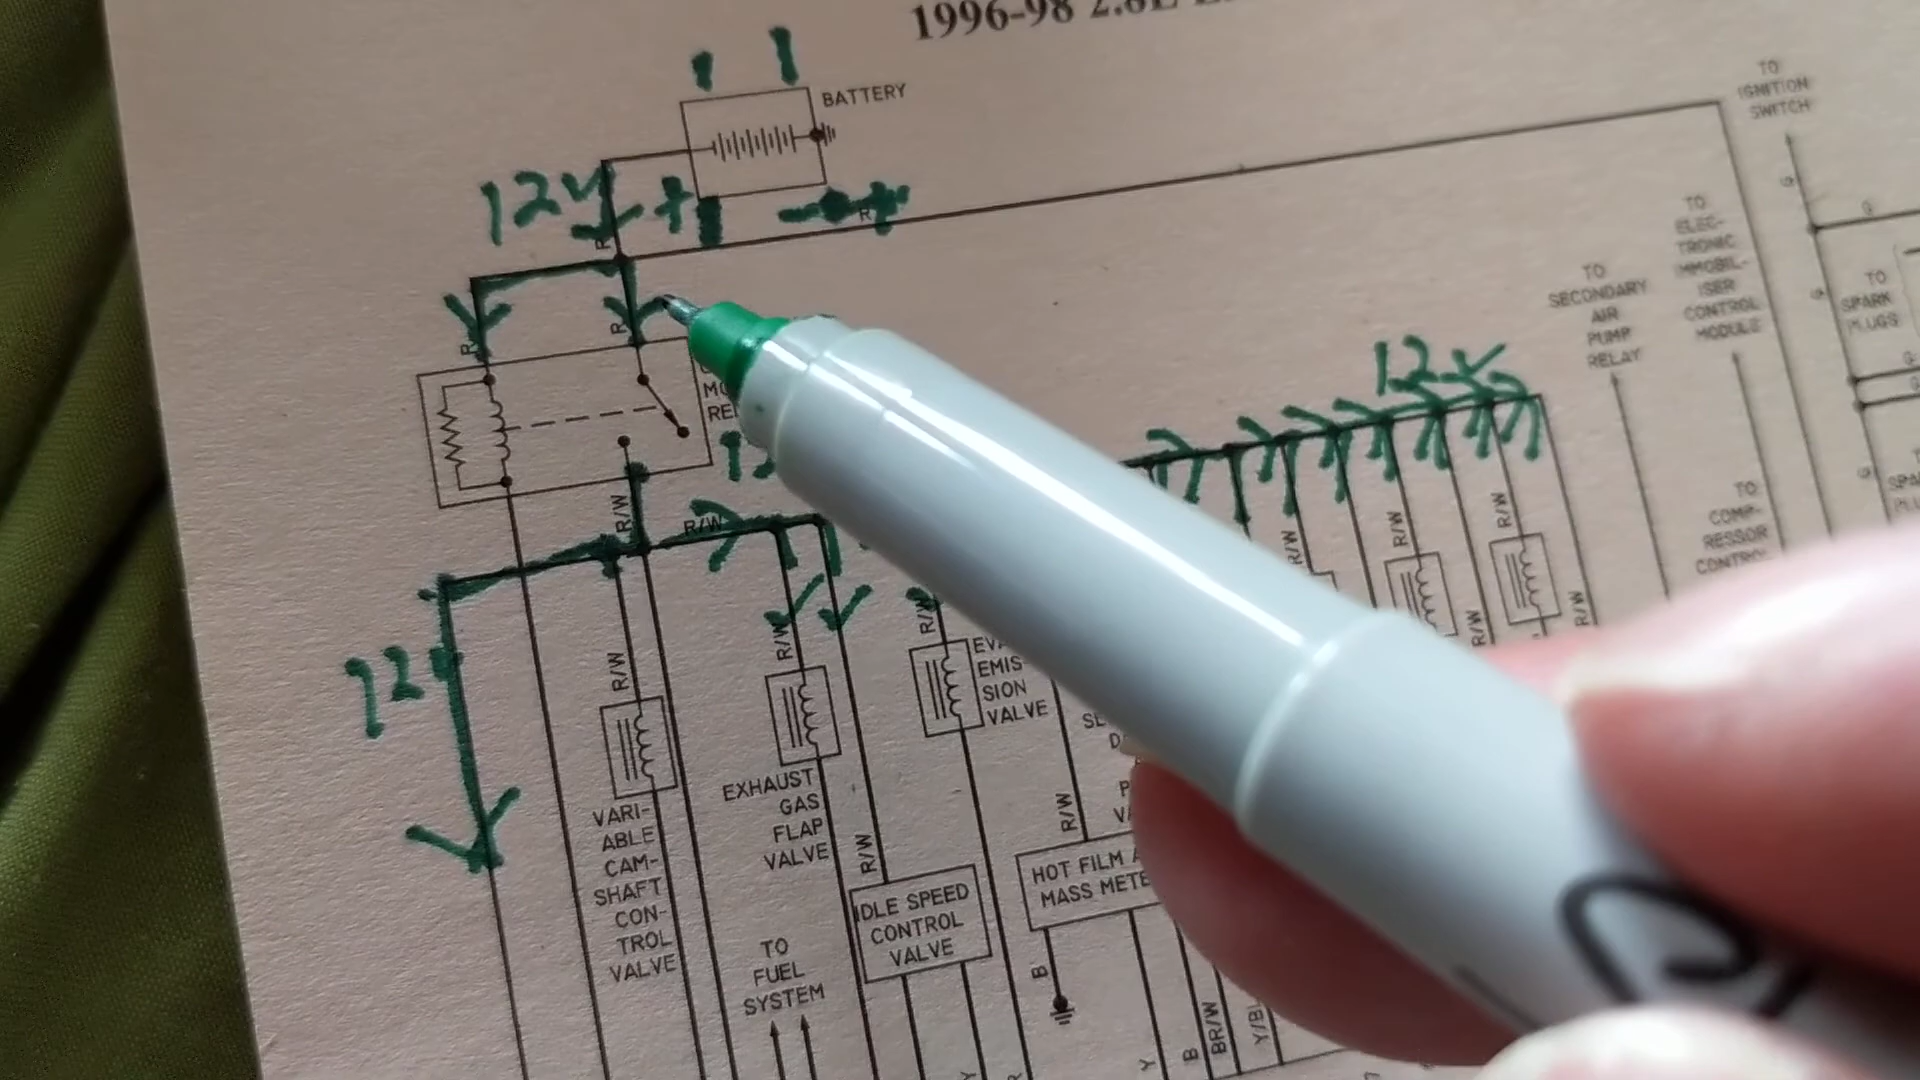 1996-98 2.8L
BATTERY
TO
IGNITION
SWITCH
12V
+
R
R
R
R
G
G
TO
ELEC-
TRONIC
IMMOBIL-
ISER
CONTROL
MODULE
TO
SECONDARY
AIR
PUMP
RELAY
TO
SPARK
PLUGS
G
G
G
G
12V
R/W
R/W
R/W
R/W
R/W
R/W
R/W
R/W
R/W
TO
COMP-
RESSOR
CONTROL
12V
R/W
EMIS-
SION
VALVE
VARI-
ABLE
CAM-
SHAFT
CON-
TROL
VALVE
EXHAUST
GAS
FLAP
VALVE
R/W
R/W
HOT FILM
MASS METE
IDLE SPEED
CONTROL
VALVE
TO
FUEL
SYSTEM
B
Y
B
BR/W
Y/BL
Y
R